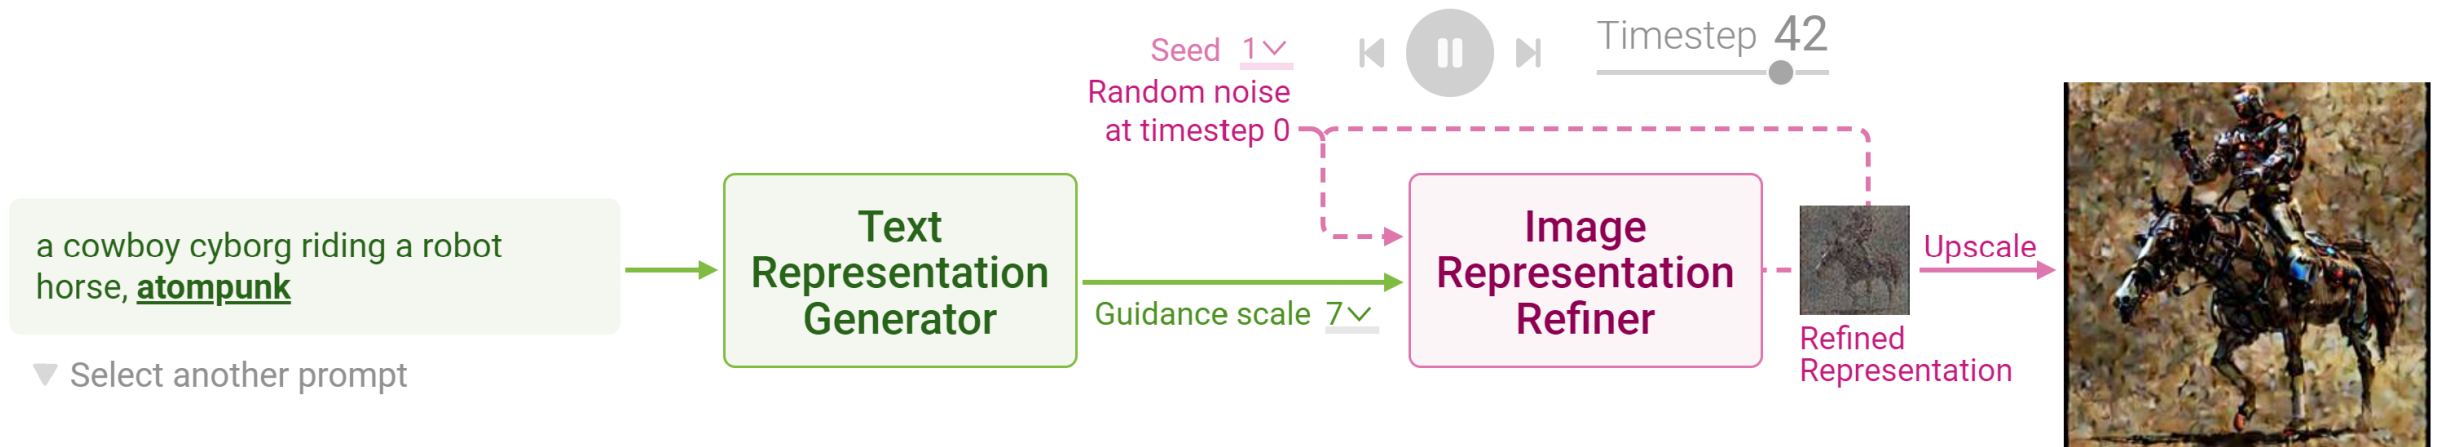 a cowboy cyborg riding a robot
horse, atompunk
Select another prompt
Text
Representation
Generator
Seed 1
Random noise
at timestep 0
Timestep 42
Guidance scale 7
Image
Representation
Refiner
Refined
Representation
Upscale